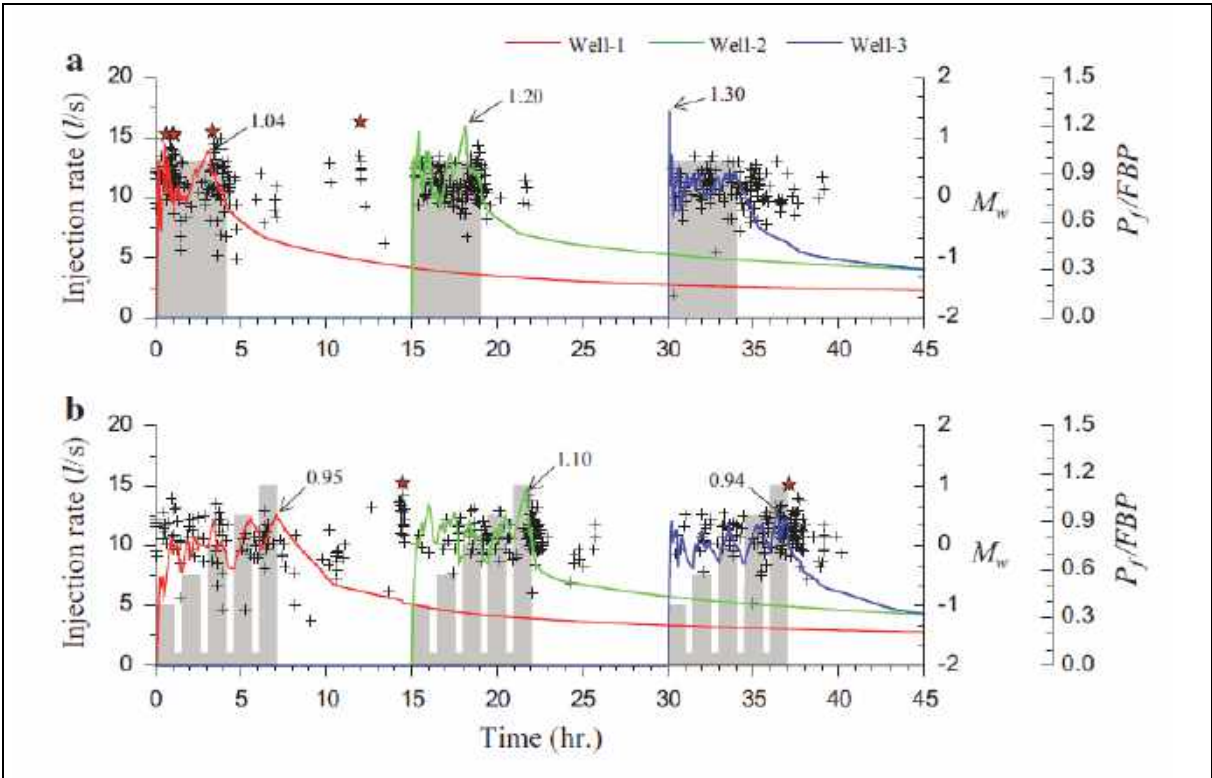 Well-1 Well-2 Well-3
a
20 2 1.5
1.04 1.20 1.30
15 1 1.2
10 0 0.9
0.6
5 -1 0.3
0 -2 0.0
Injection rate (l/s)
M_w
P_f/FBP
0 5 10 15 20 25 30 35 40 45
b
20 2 1.5
0.95 1.10 0.94
15 1 1.2
10 0 0.9
0.6
5 -1 0.3
0 -2 0.0
Injection rate (l/s)
M_w
P_f/FBP
0 5 10 15 20 25 30 35 40 45
Time (hr.)